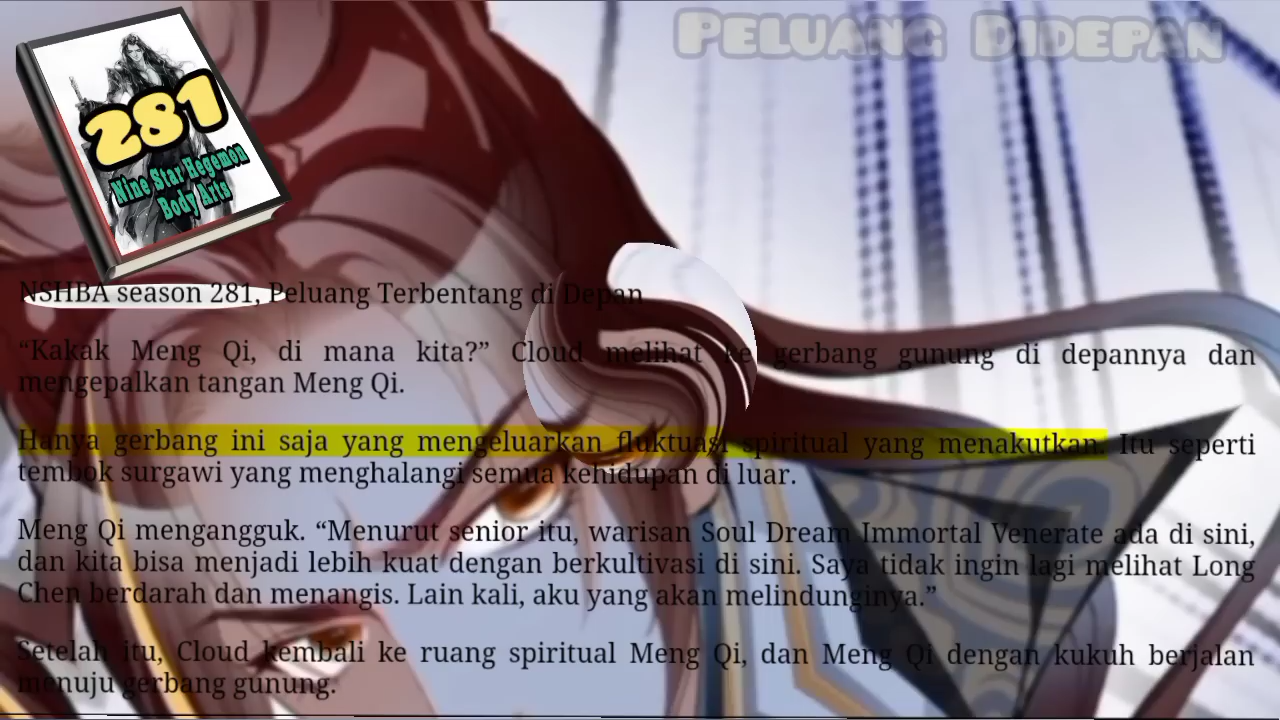 Peluang Didepan
281
Nine Star Hegemon
Body Arts
NSHBA season 281, Peluang Terbentang di Depan
“Kakak Meng Qi, di mana kita?” Cloud melihat ke gerbang gunung di depannya dan
mengepalkan tangan Meng Qi.
Hanya gerbang ini saja yang mengeluarkan fluktuasi spiritual yang menakutkan. Itu seperti
tembok surgawi yang menghalangi semua kehidupan di luar.
Meng Qi mengangguk. “Menurut senior itu, warisan Soul Dream Immortal Venerate ada di sini,
dan kita bisa menjadi lebih kuat dengan berkultivasi di sini. Saya tidak ingin lagi melihat Long
Chen berdarah dan menangis. Lain kali, aku yang akan melindunginya.”
Setelah itu, Cloud kembali ke ruang spiritual Meng Qi, dan Meng Qi dengan kukuh berjalan
menuju gerbang gunung.